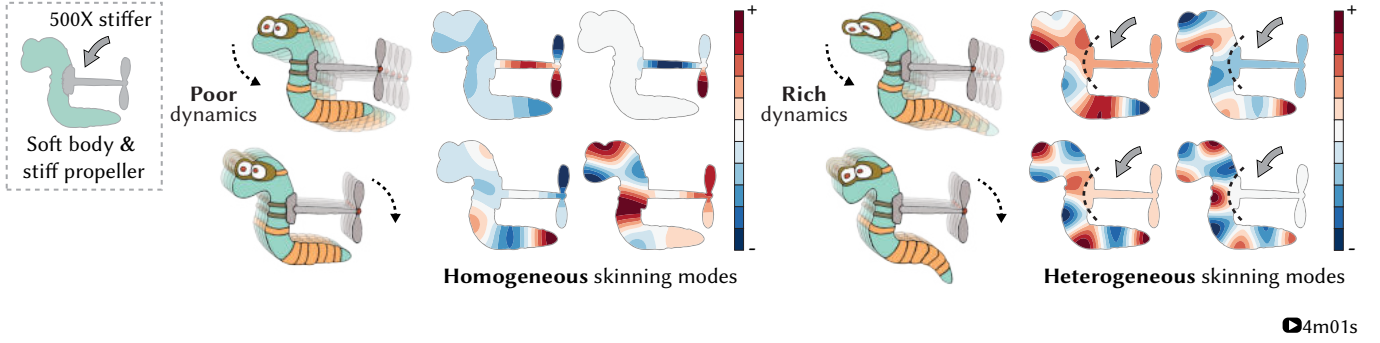 500X stiffer
Soft body &
stiff propeller
Poor
dynamics
+
-
Homogeneous skinning modes
Rich
dynamics
+
-
Heterogeneous skinning modes
4m01s